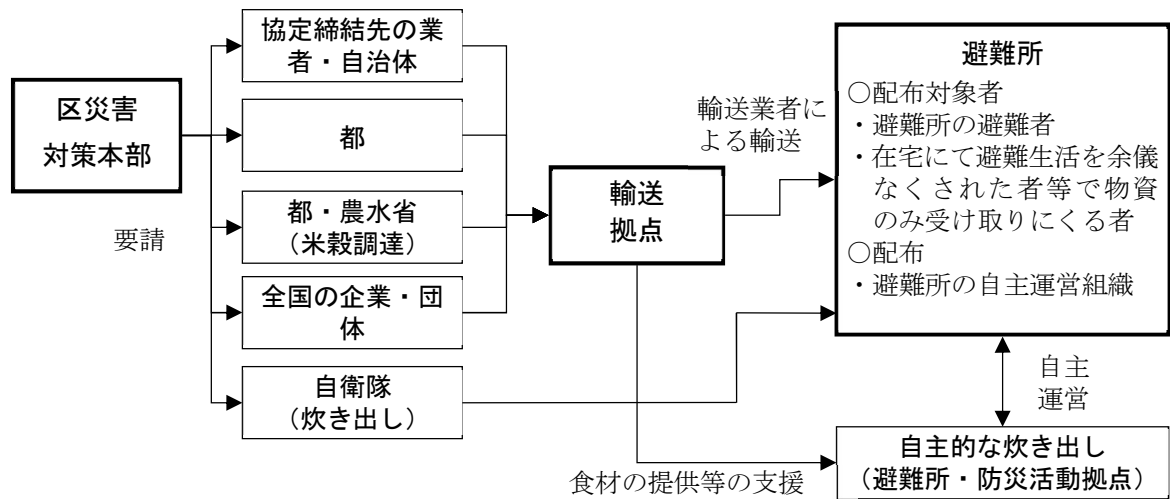 区災害
対策本部
要請
協定締結先の業
者・自治体
都
都・農水省
（米穀調達）
全国の企業・団
体
自衛隊
（炊き出し）
輸送
拠点
輸送業者に
よる輸送
食材の提供等の支援
避難所
○配布対象者
・避難所の避難者
・在宅にて避難生活を余儀
なくされた者等で物資
のみ受け取りにくる者
○配布
・避難所の自主運営組織
自主
運営
自主的な炊き出し
（避難所・防災活動拠点）